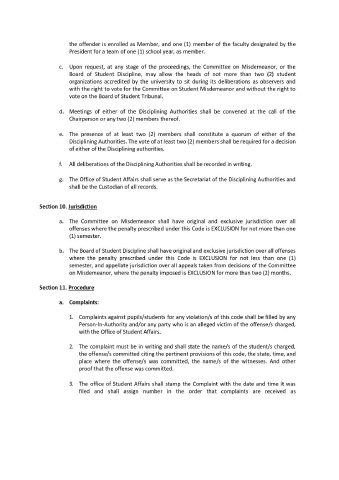 the offender is enrolled as Member, and one (1) member of the faculty designated by the
President for a team of one (1) school year, as member.
c. Upon request, at any stage of the proceedings, the Committee on Misdemeanor, or the
Board of Student Discipline, may allow the heads of not more than two (2) student
organizations accredited by the university to sit during its deliberations as observers and
with the right to vote for the Committee on Student Misdemeanor and without the right to
vote on the Board of Student Tribunal.
d. Meetings of either of the Disciplining Authorities shall be convened at the call of the
Chairperson or any two (2) members thereof.
e. The presence of at least two (2) members shall constitute a quorum of either of the
Disciplining Authorities. The vote of at least two (2) members shall be required for a decision
of either of the Disciplining authorities.
f. All deliberations of the Disciplining Authorities shall be recorded in writing.
g. The Office of Student Affairs shall serve as the Secretariat of the Disciplining Authorities and
shall be the Custodian of all records.
Section 10. Jurisdiction
a. The Committee on Misdemeanor shall have original and exclusive jurisdiction over all
offenses where the penalty prescribed under this Code is EXCLUSION for not more than one
(1) semester.
b. The Board of Student Discipline shall have original and exclusive jurisdiction over all offenses
where the penalty prescribed under this Code is EXCLUSION for not less than one (1)
semester, and appellate jurisdiction over all appeals taken from decisions of the Committee
on Misdemeanor, where the penalty imposed is EXCLUSION for more than two (2) months.
Section 11. Procedure
a. Complaints:
1. Complaints against pupils/students for any violation/s of this code shall be filled by any
Person-In-Authority and/or any party who is an alleged victim of the offense/s charged,
with the Office of Student Affairs.
2. The complaint must be in writing and shall state the name/s of the student/s charged,
the offense/s committed citing the pertinent provisions of this code, the state, time, and
place where the offense/s was committed, the name/s of the witnesses. And other
proof that the offense was committed.
3. The office of Student Affairs shall stamp the Complaint with the date and time it was
filed and shall assign number in the order that complaints are received as